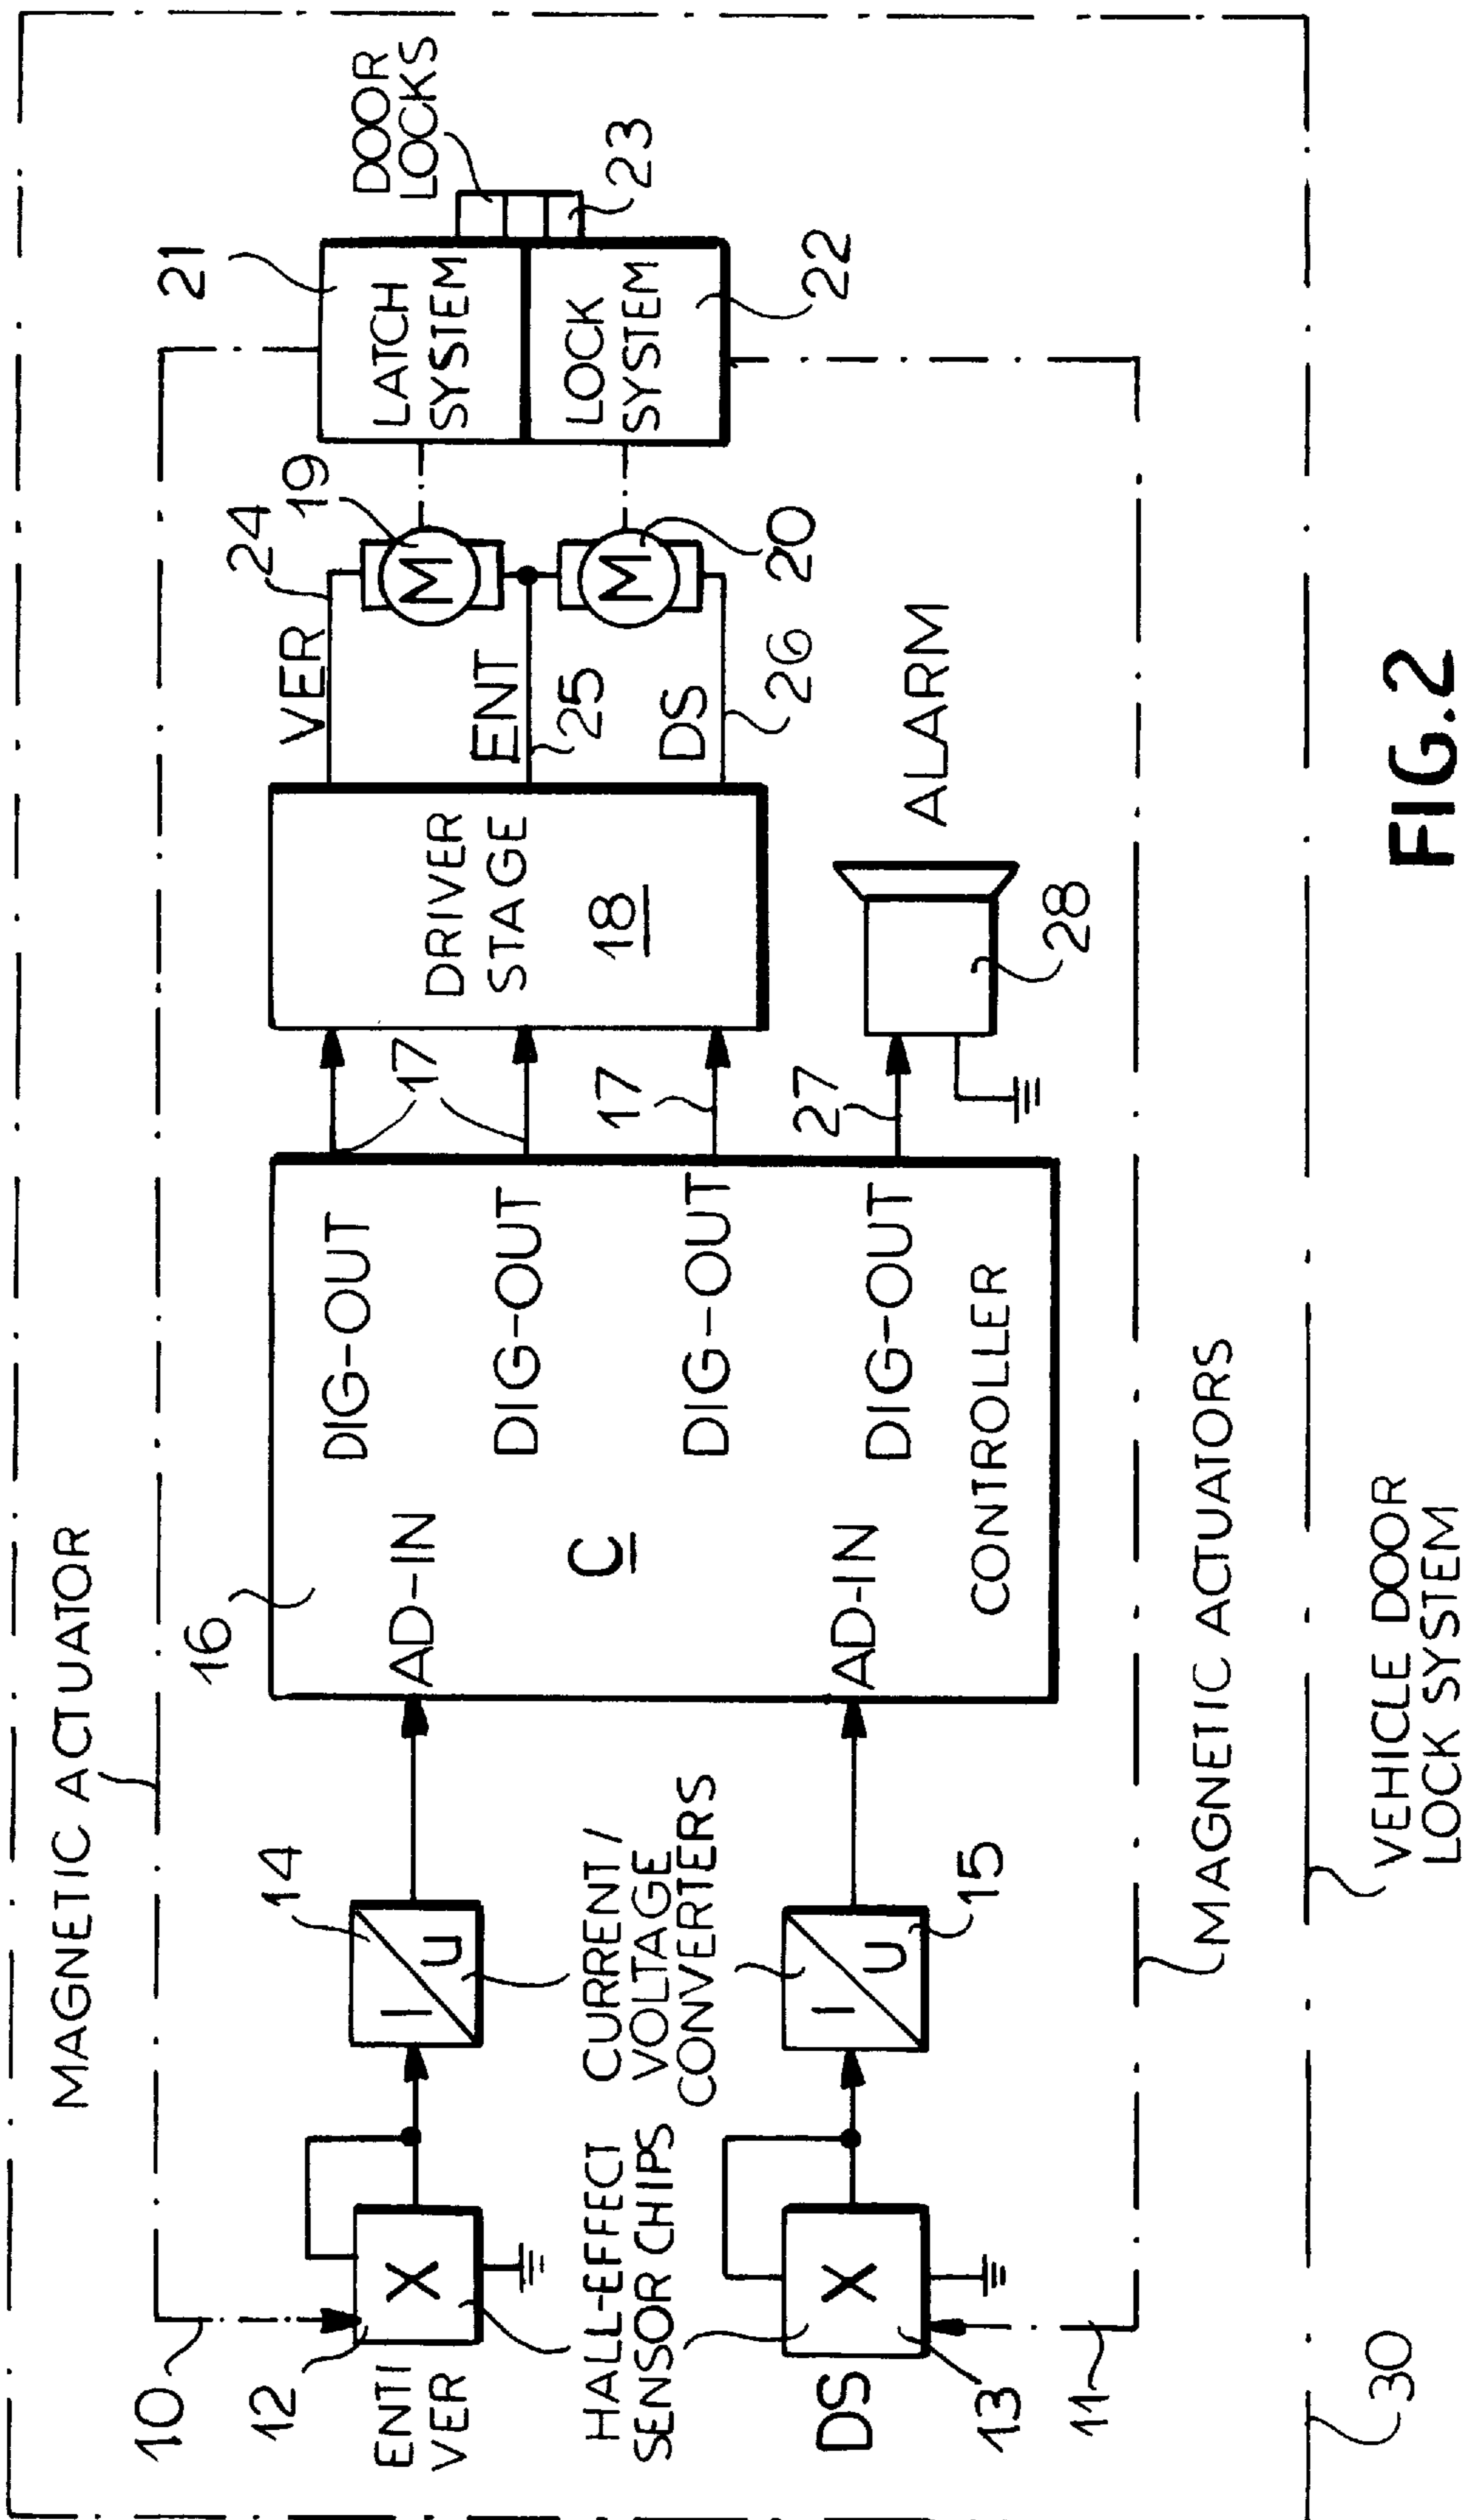 MAGNETIC ACTUATOR
10
12
ENTI
VER
14
I
U
X
16
AD-IN
DIG-OUT
DIG-OUT
DIG-OUT
DIG-OUT
C
AD-IN
CONTROLLER
HALL-EFFECT
SENSOR CHIPS
CURRENT /
VOLTAGE
CONVERTERS
DS
X
13
I
U
15
11
17
17
27
DRIVER
STAGE
18
VER
24
ENT
25
DS
26
19
M
M
20
21
LATCH
SYSTEM
LOCK
SYSTEM
22
DOOR
LOCKS
23
ALARM
28
MAGNETIC ACTUATORS
30
VEHICLE DOOR
LOCK SYSTEM
FIG.2